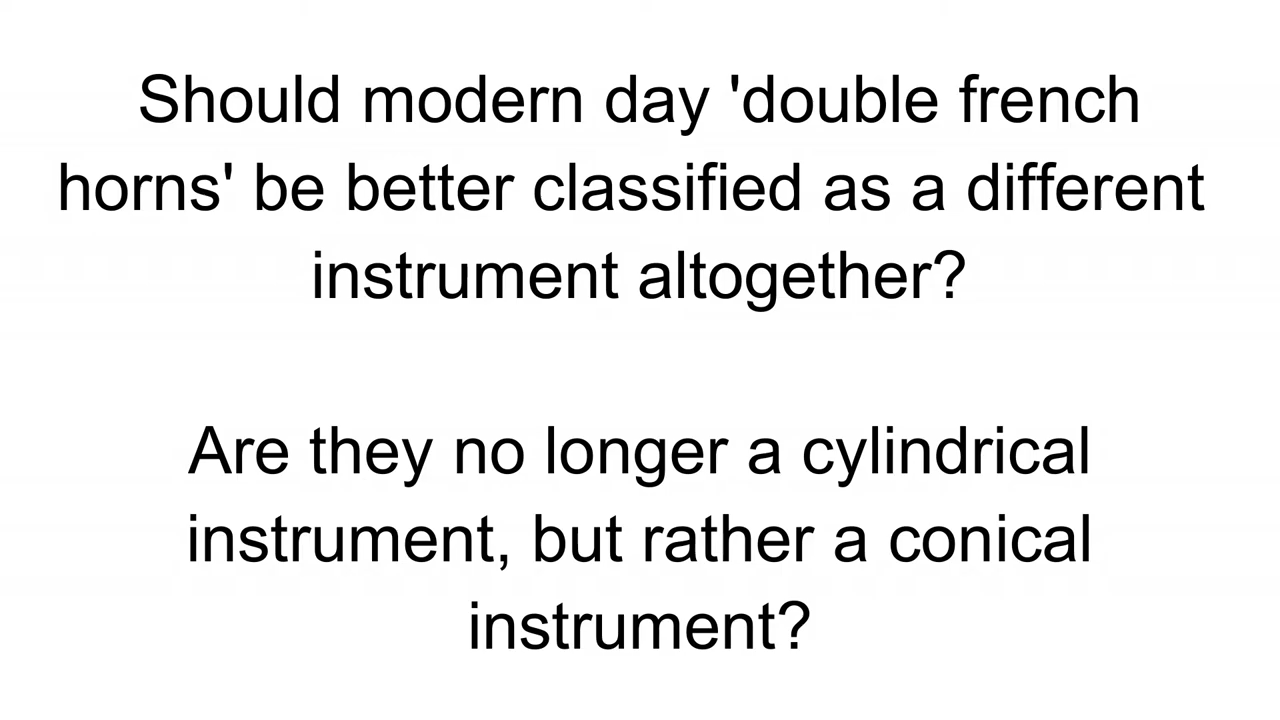 Should modern day 'double french
horns' be better classified as a different
instrument altogether?
Are they no longer a cylindrical
instrument, but rather a conical
instrument?